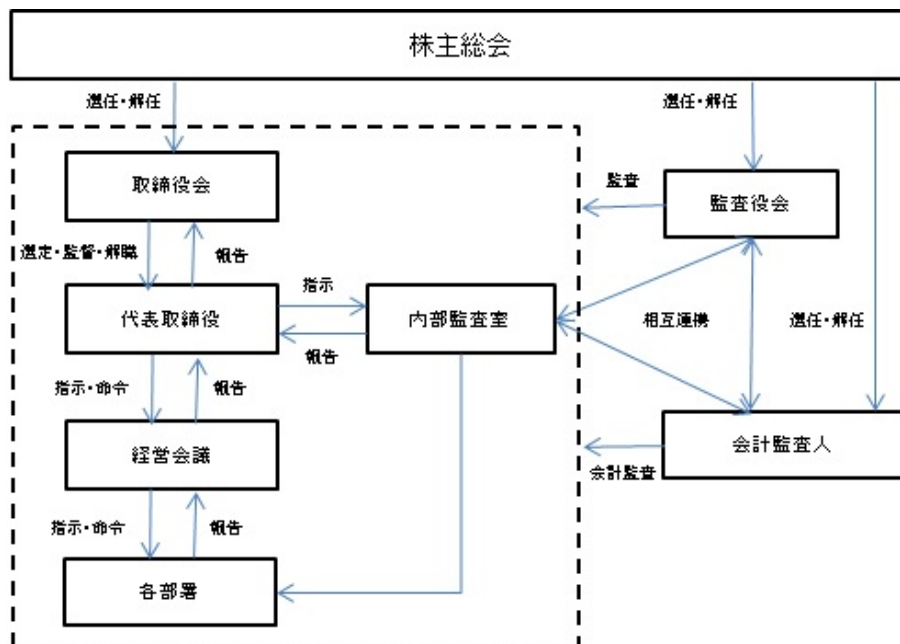 株主総会
選任・解任
選任・解任
取締役会
監査
監査役会
選定・監督・解職
報告
指示
代表取締役
内部監査室
相互連携
選任・解任
報告
指示・命令
報告
経営会議
会計監査人
会計監査
指示・命令
報告
各部署